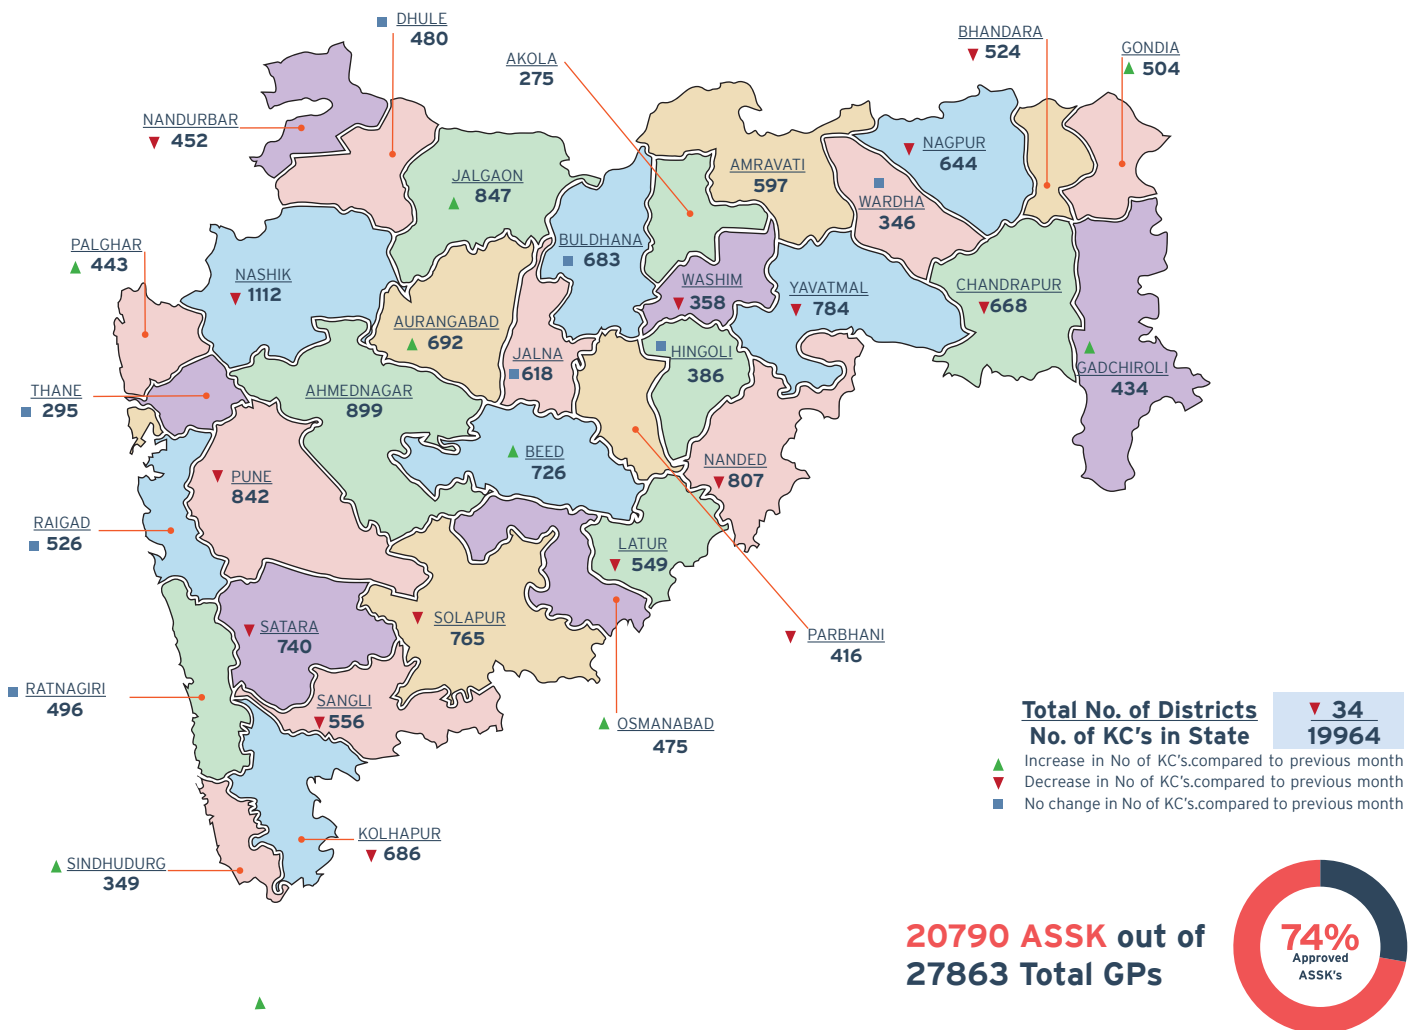 DHULE
480
BHANDARA
524
GONDIA
504
AKOLA
275
NANDURBAR
452
NAGPUR
644
AMRAVATI
597
JALGAON
847
WARDHA
346
PALGHAR
443
BULDHANA
683
NASHIK
1112
WASHIM
358
YAVATMAL
784
CHANDRAPUR
668
AURANGABAD
692
JALNA
618
HINGOLI
386
GADCHIROLI
434
THANE
295
AHMEDNAGAR
899
BEED
726
NANDED
807
PUNE
842
RAIGAD
526
LATUR
549
SATARA
740
SOLAPUR
765
PARBHANI
416
RATNAGIRI
496
SANGLI
556
OSMANABAD
475
KOLHAPUR
686
SINDHUDURG
349
Total No. of Districts 34
No. of KC's in State 19964
Increase in No of KC's.compared to previous month
Decrease in No of KC's.compared to previous month
No change in No of KC's.compared to previous month
20790 ASSK out of
27863 Total GPs
74%
Approved
ASSK's